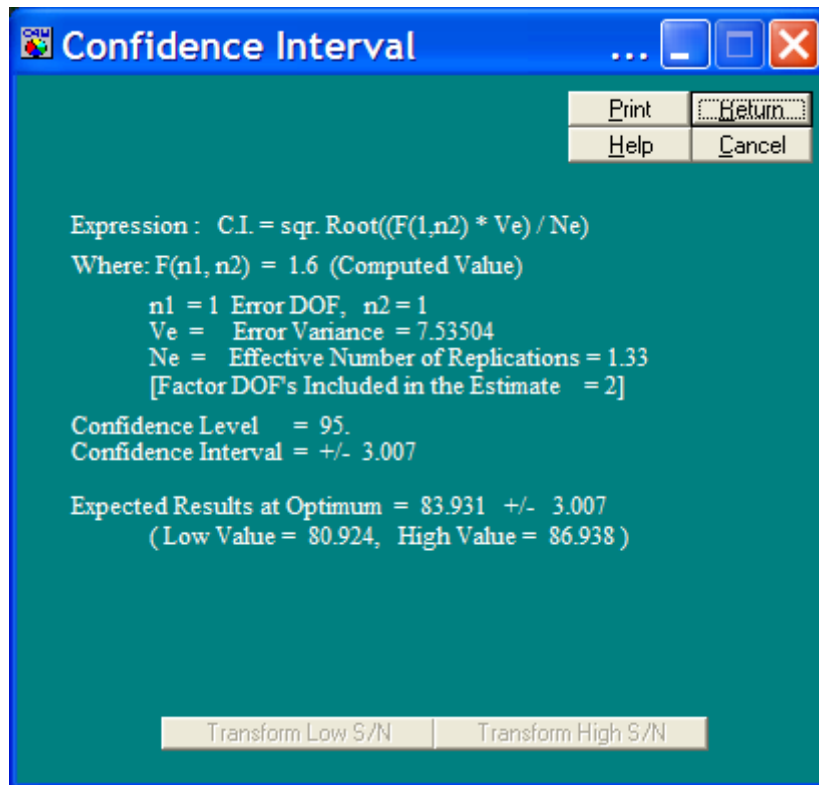 Confidence Interval ...
Print Return
Help Cancel
Expression : C.I. = sqr. Root((F(1,n2) * Ve) / Ne)
Where: F(n1, n2) = 1.6 (Computed Value)
n1 = 1 Error DOF, n2 = 1
Ve = Error Variance = 7.53504
Ne = Effective Number of Replications = 1.33
[Factor DOF's Included in the Estimate = 2]
Confidence Level = 95.
Confidence Interval = +/- 3.007
Expected Results at Optimum = 83.931 +/- 3.007
( Low Value = 80.924, High Value = 86.938 )
Transform Low S/N Transform High S/N